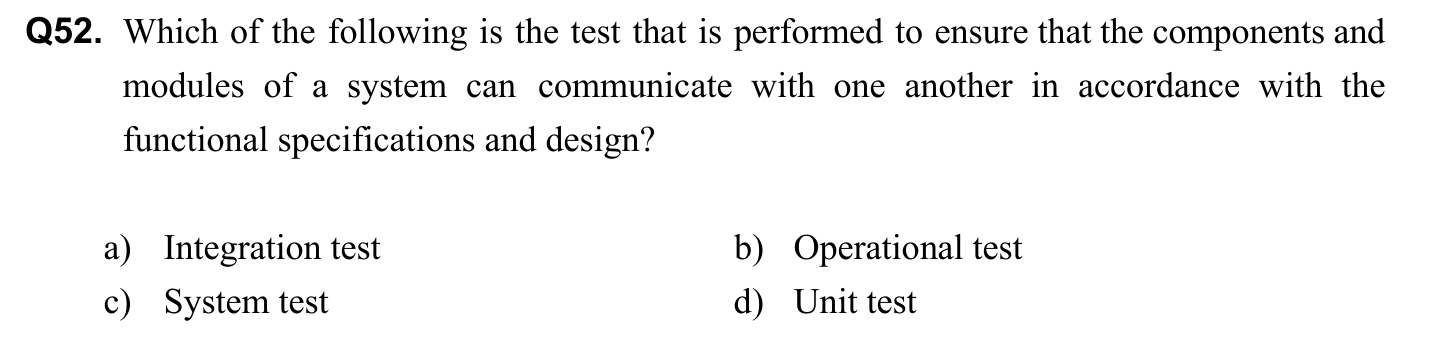 Q52. Which of the following is the test that is performed to ensure that the components and
modules of a system can communicate with one another in accordance with the
functional specifications and design?
a) Integration test b) Operational test
c) System test d) Unit test